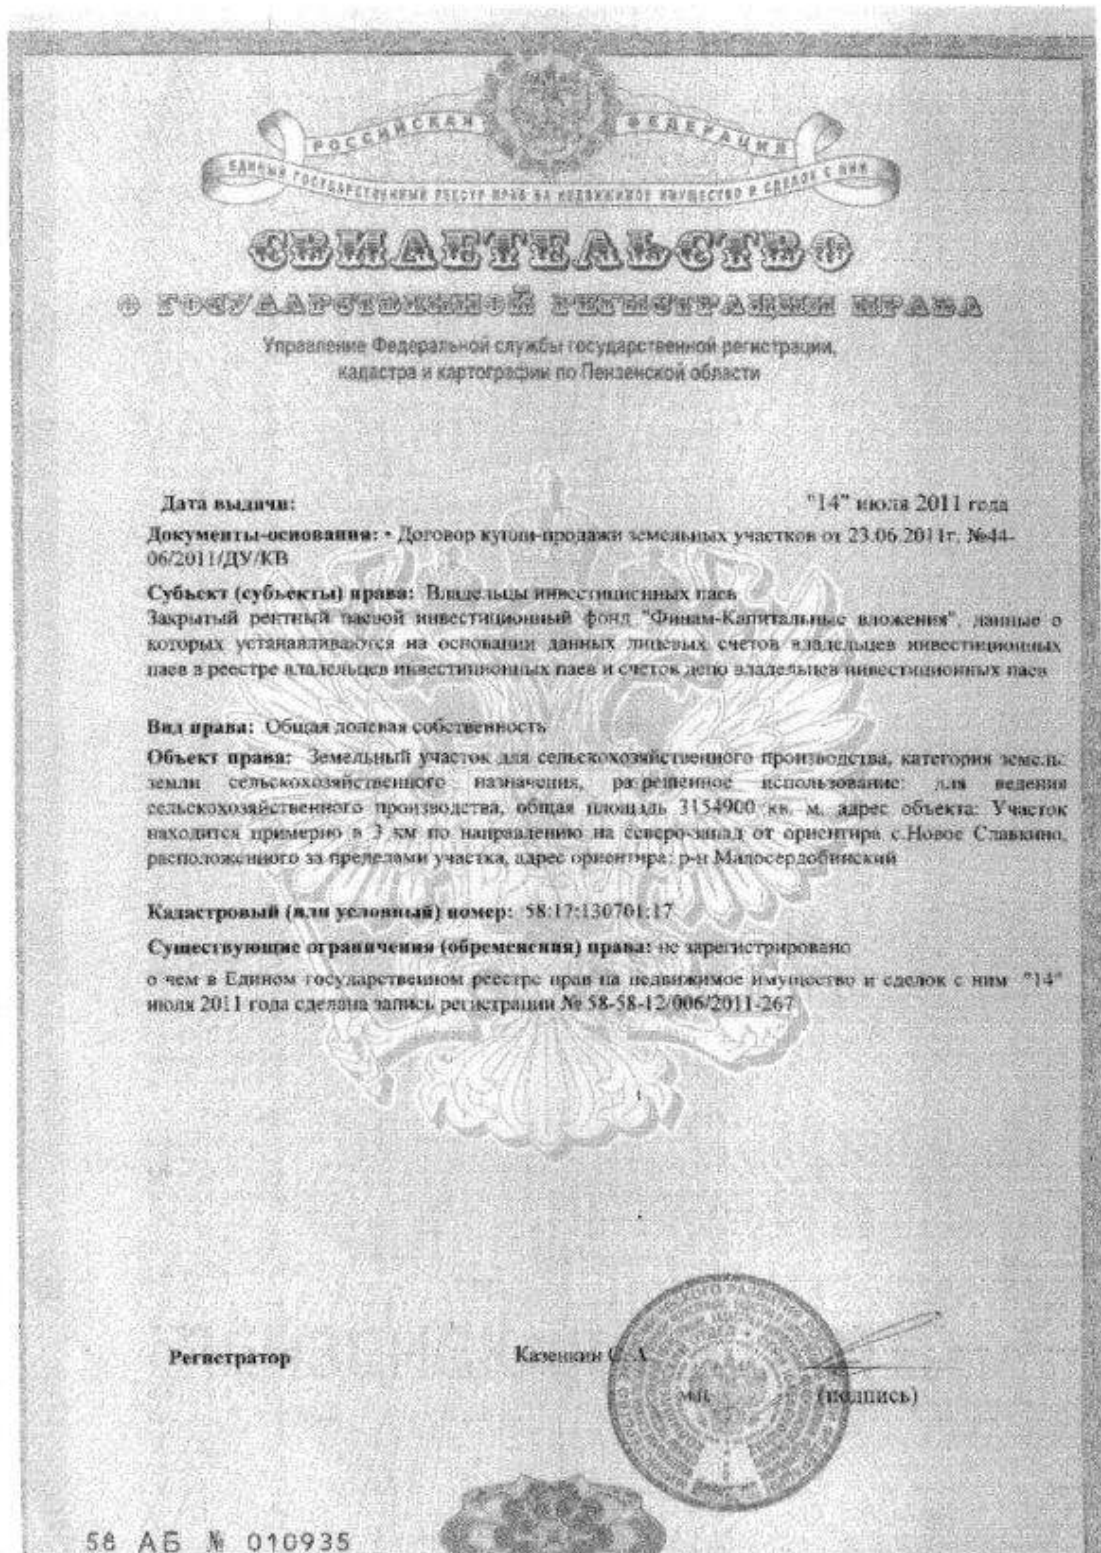 РОССИЙСКАЯ ФЕДЕРАЦИЯ
ЕДИНЫЙ ГОСУДАРСТВЕННЫЙ РЕЕСТР ПРАВ НА НЕДВИЖИМОЕ ИМУЩЕСТВО И СДЕЛОК С НИМ
СВИДЕТЕЛЬСТВО
О ГОСУДАРСТВЕННОЙ РЕГИСТРАЦИИ ПРАВА
Управление Федеральной службы государственной регистрации,
кадастра и картографии по Пензенской области
Дата выдачи: "14" июля 2011 года
Документы-основания: • Договор купли-продажи земельных участков от 23.06.2011г. №44-
06/2011/ДУ/КВ
Субъект (субъекты) права: Владельцы инвестиционных паев
Закрытый рентный паевой инвестиционный фонд "Финам-Капитальные вложения", данные о
которых устанавливаются на основании данных лицевых счетов владельцев инвестиционных
паев в реестре владельцев инвестиционных паев и счетов депо владельцев инвестиционных паев
Вид права: Общая долевая собственность
Объект права: Земельный участок для сельскохозяйственного производства, категория земель:
земли сельскохозяйственного назначения, разрешенное использование: для ведения
сельскохозяйственного производства, общая площадь 3154900 кв. м, адрес объекта: Участок
находится примерно в 3 км по направлению на северо-запад от ориентира с.Новое Славкино,
расположенного за пределами участка, адрес ориентира: р-н Малосердобинский
Кадастровый (или условный) номер: 58:17:130701:17
Существующие ограничения (обременения) права: не зарегистрировано
о чем в Едином государственном реестре прав на недвижимое имущество и сделок с ним "14"
июля 2011 года сделана запись регистрации № 58-58-12/006/2011-267
Регистратор Казенкин С. А.
м.п. (подпись)
58 АБ № 010935